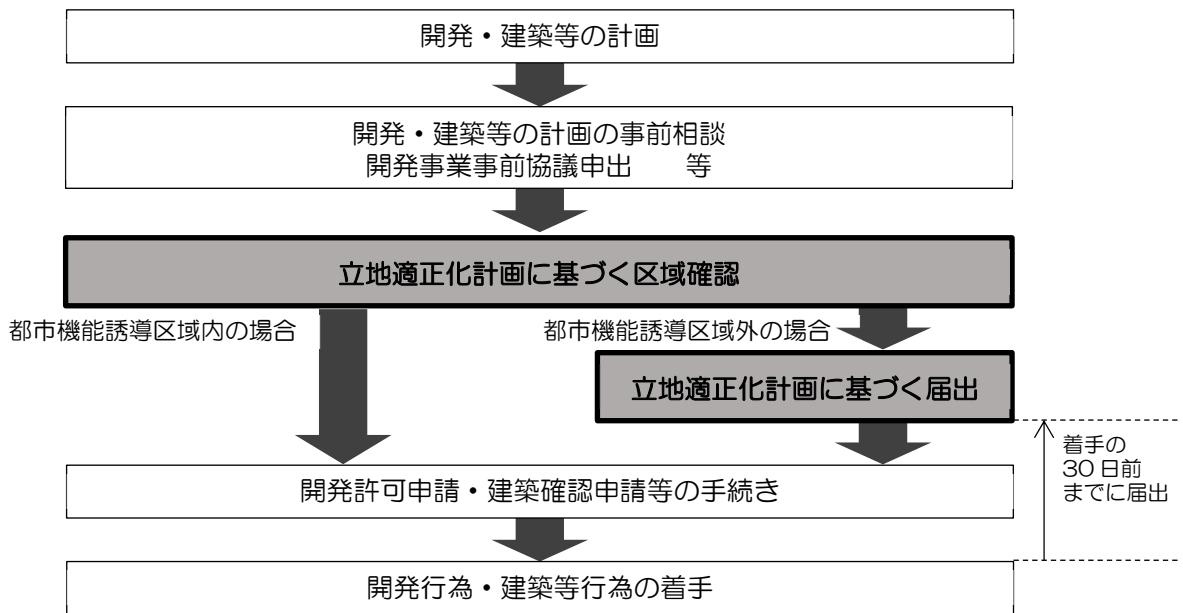 開発・建築等の計画
開発・建築等の計画の事前相談
開発事業事前協議申出　　等
立地適正化計画に基づく区域確認
都市機能誘導区域内の場合
都市機能誘導区域外の場合
立地適正化計画に基づく届出
着手の
30日前
までに届出
開発許可申請・建築確認申請等の手続き
開発行為・建築等行為の着手